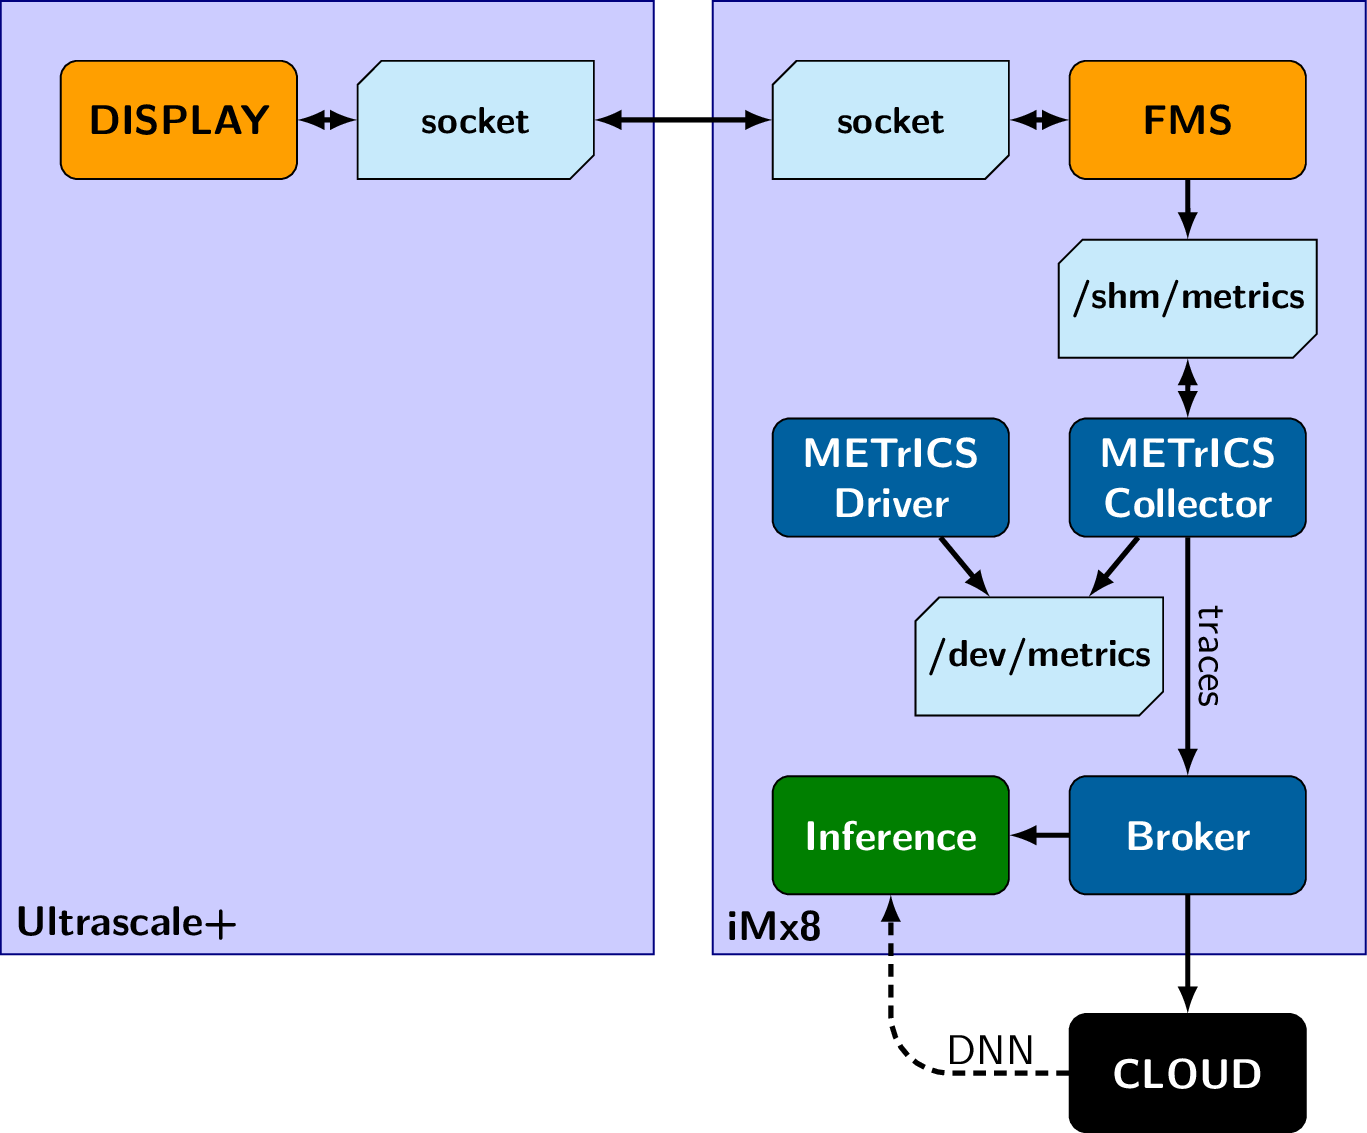 DISPLAY
socket
socket
FMS
/shm/metrics
METrICS
Driver
METrICS
Collector
/dev/metrics
traces
Inference
Broker
Ultrascale+
iMx8
DNN
CLOUD